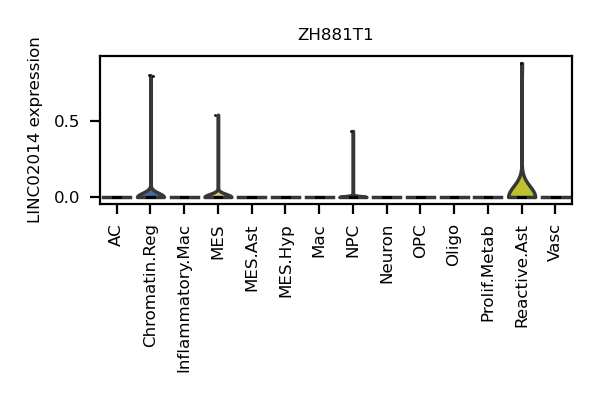 ZH881T1
LINC02014 expression
0.5
0.0
AC
Chromatin.Reg
Inflammatory.Mac
MES
MES.Ast
MES.Hyp
Mac
NPC
Neuron
OPC
Oligo
Prolif.Metab
Reactive.Ast
Vasc